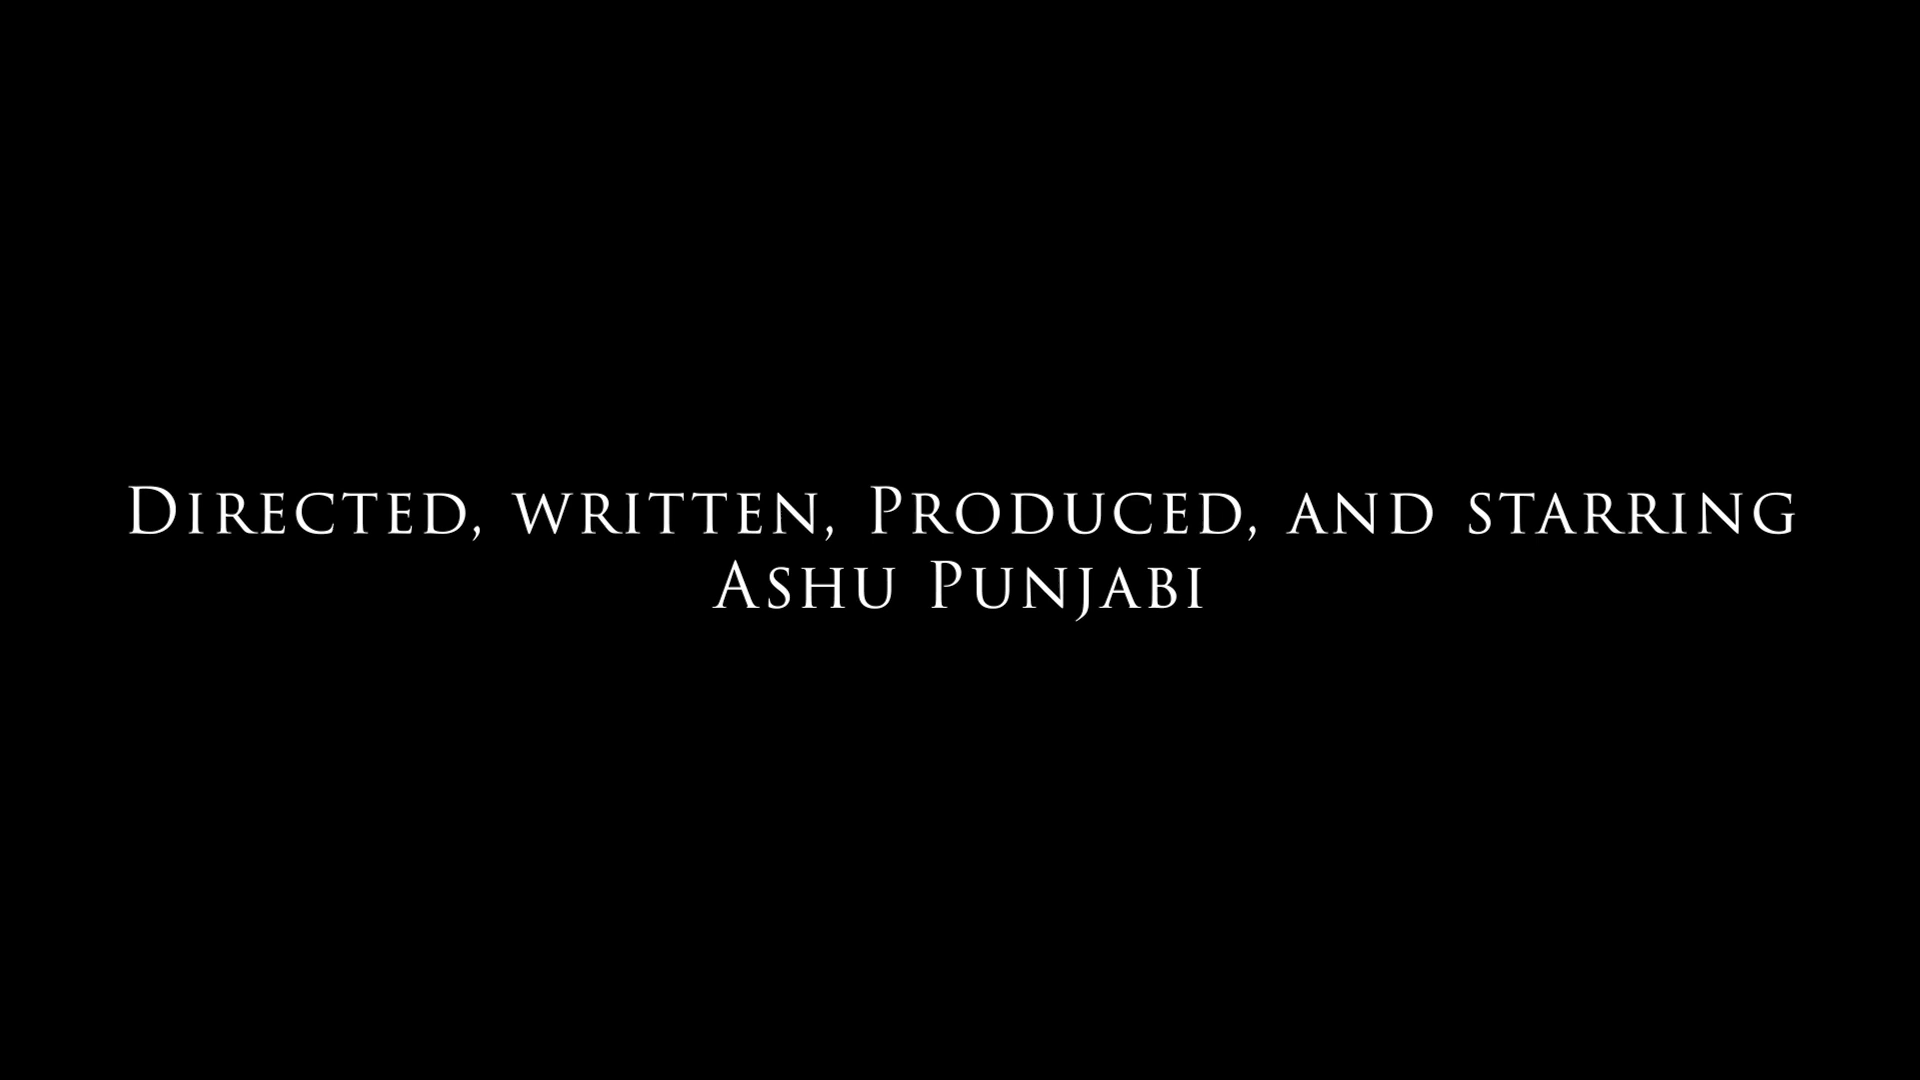 Directed, written, Produced, and starring
Ashu Punjabi